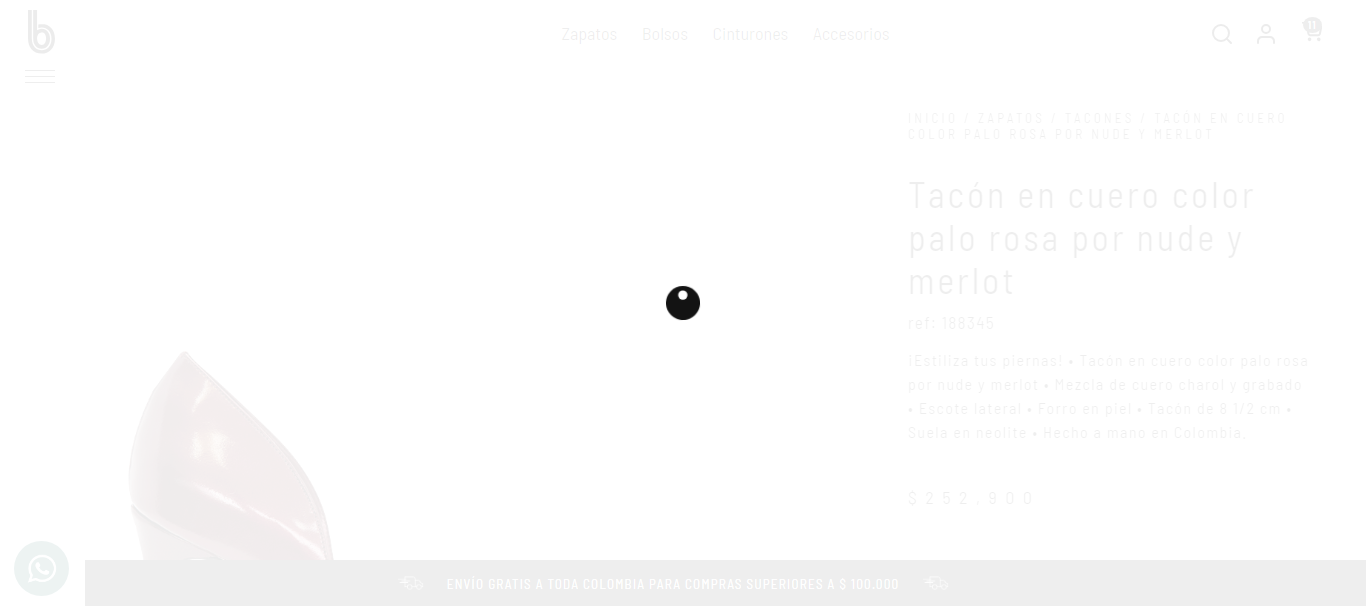 b
Zapatos Bolsos Cinturones Accesorios
INICIO / ZAPATOS / TACONES / TACÓN EN CUERO
COLOR PALO ROSA POR NUDE Y MERLOT
Tacón en cuero color
palo rosa por nude y
merlot
ref: 188345
¡Estiliza tus piernas! • Tacón en cuero color palo rosa
por nude y merlot • Mezcla de cuero charol y grabado
• Escote lateral • Forro en piel • Tacón de 8 1/2 cm •
Suela en neolite • Hecho a mano en Colombia.
$252.900
ENVÍO GRATIS A TODA COLOMBIA PARA COMPRAS SUPERIORES A $ 100.000